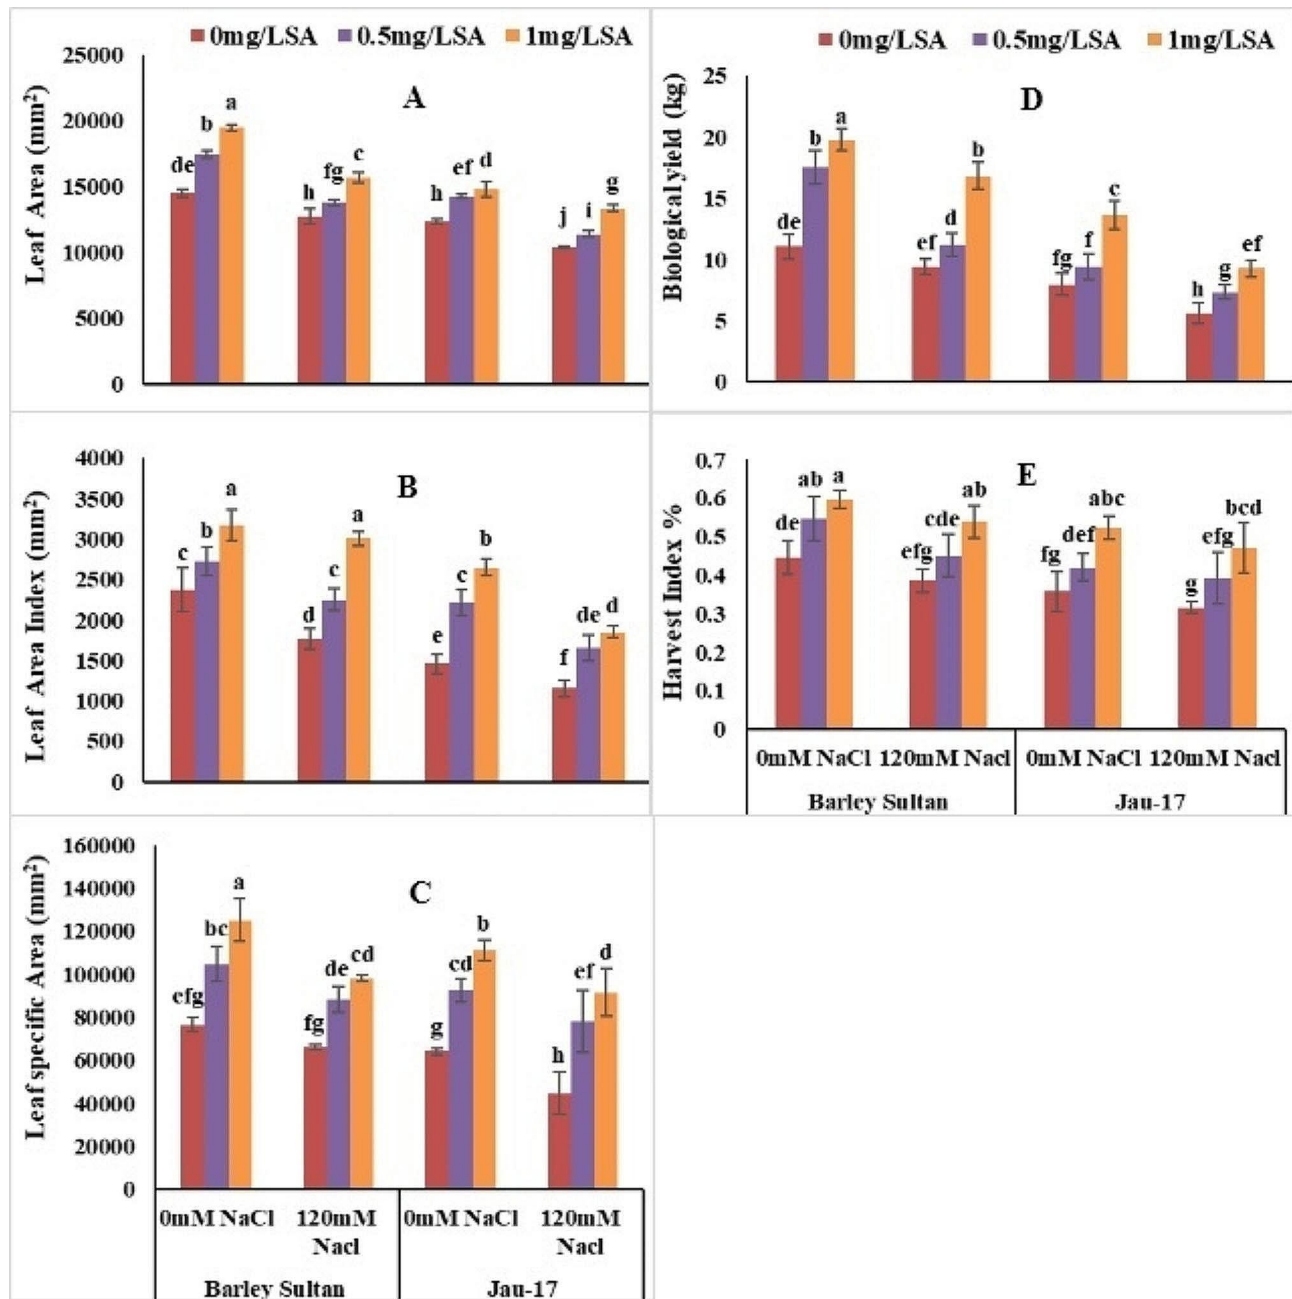 0mg/LSA 0.5mg/LSA 1mg/LSA
A
Leaf Area (mm²)
25000
20000
15000
10000
5000
0
de b a
h fg c
h ef d
j i g
0mg/LSA 0.5mg/LSA 1mg/LSA
D
Biological yield (kg)
25
20
15
10
5
0
de b a
ef d b
fg f c
h g ef
B
Leaf Area Index (mm²)
4000
3500
3000
2500
2000
1500
1000
500
0
c b a
d c a
e c b
f de d
E
Harvest Index %
0.7
0.6
0.5
0.4
0.3
0.2
0.1
0
de ab a
efg cde ab
fg def abc
g efg bcd
0mM NaCl 120mM Nacl 0mM NaCl 120mM Nacl
Barley Sultan Jau-17
C
Leaf specific Area (mm²)
160000
140000
120000
100000
80000
60000
40000
20000
0
efg bc a
fg de cd
g cd b
h ef d
0mM NaCl 120mM Nacl 0mM NaCl 120mM Nacl
Barley Sultan Jau-17